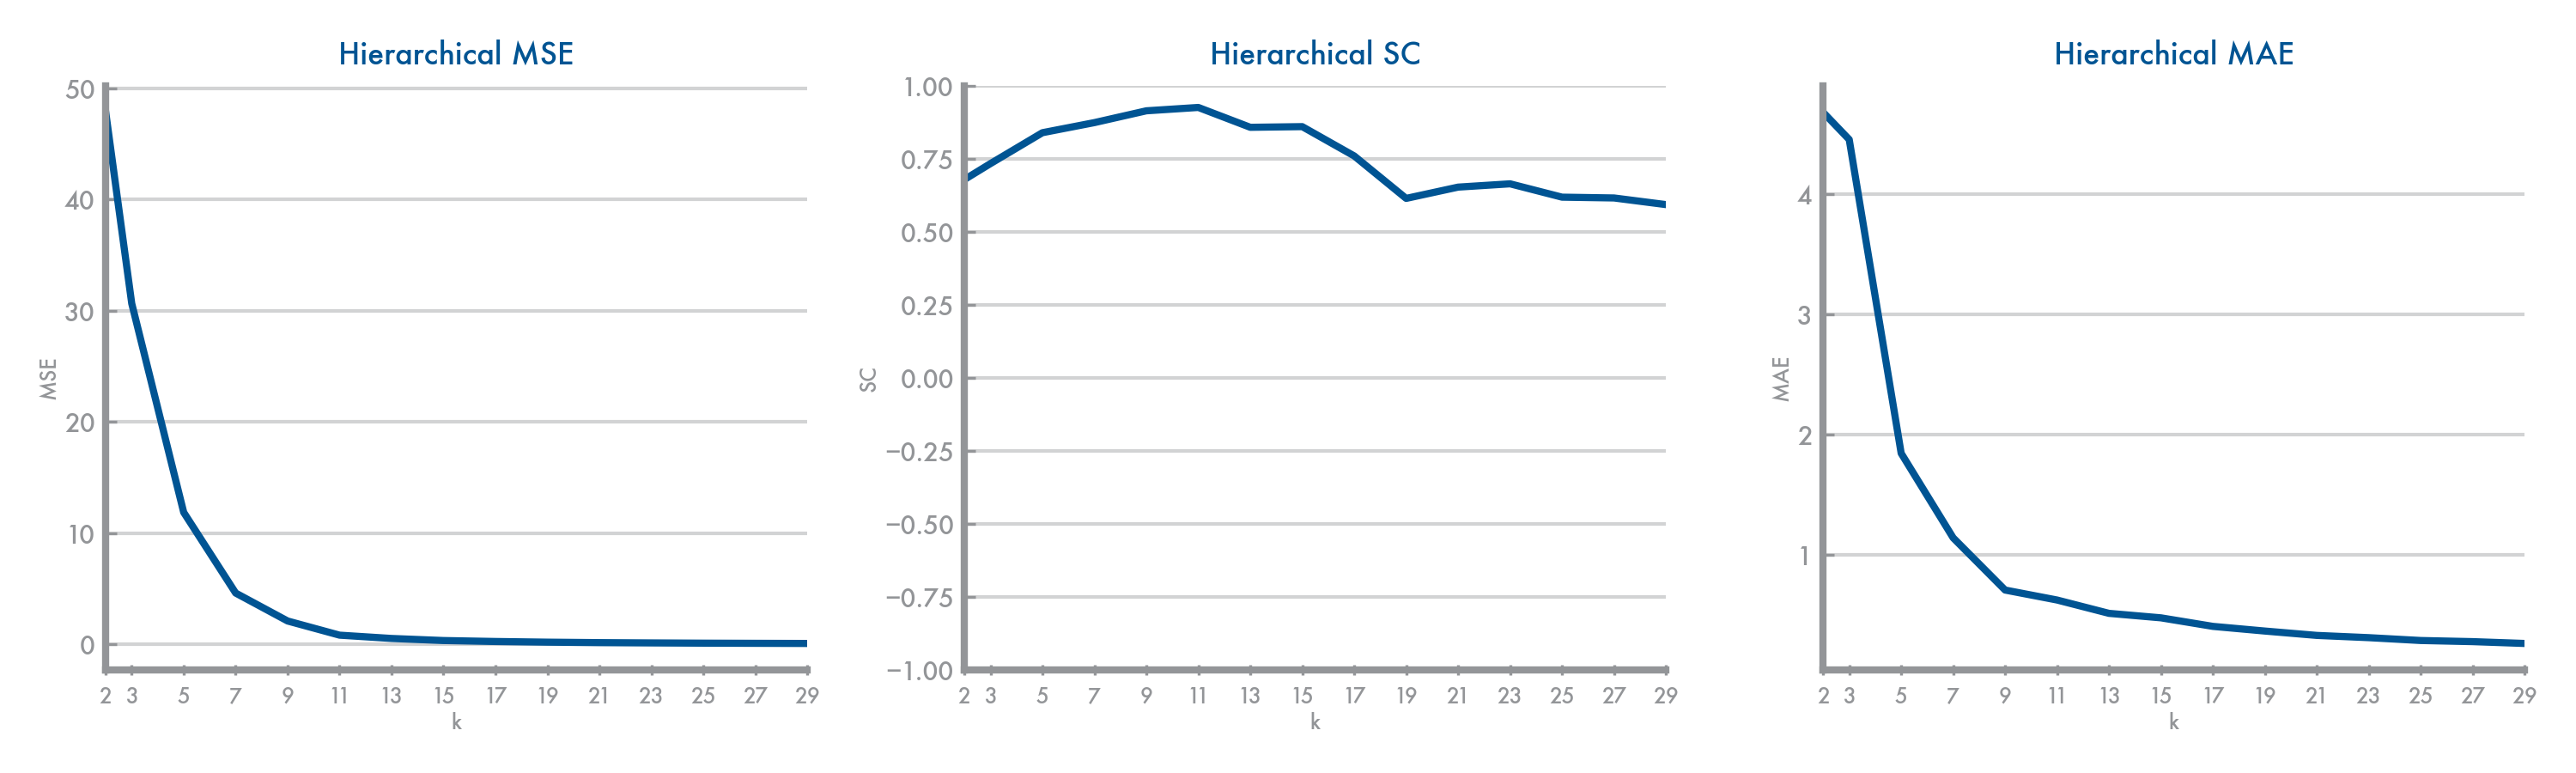 Hierarchical MSE
50
40
30
20
10
0
MSE
2 3 5 7 9 11 13 15 17 19 21 23 25 27 29
k
Hierarchical SC
1.00
0.75
0.50
0.25
0.00
−0.25
−0.50
−0.75
−1.00
SC
2 3 5 7 9 11 13 15 17 19 21 23 25 27 29
k
Hierarchical MAE
4
3
2
1
MAE
2 3 5 7 9 11 13 15 17 19 21 23 25 27 29
k